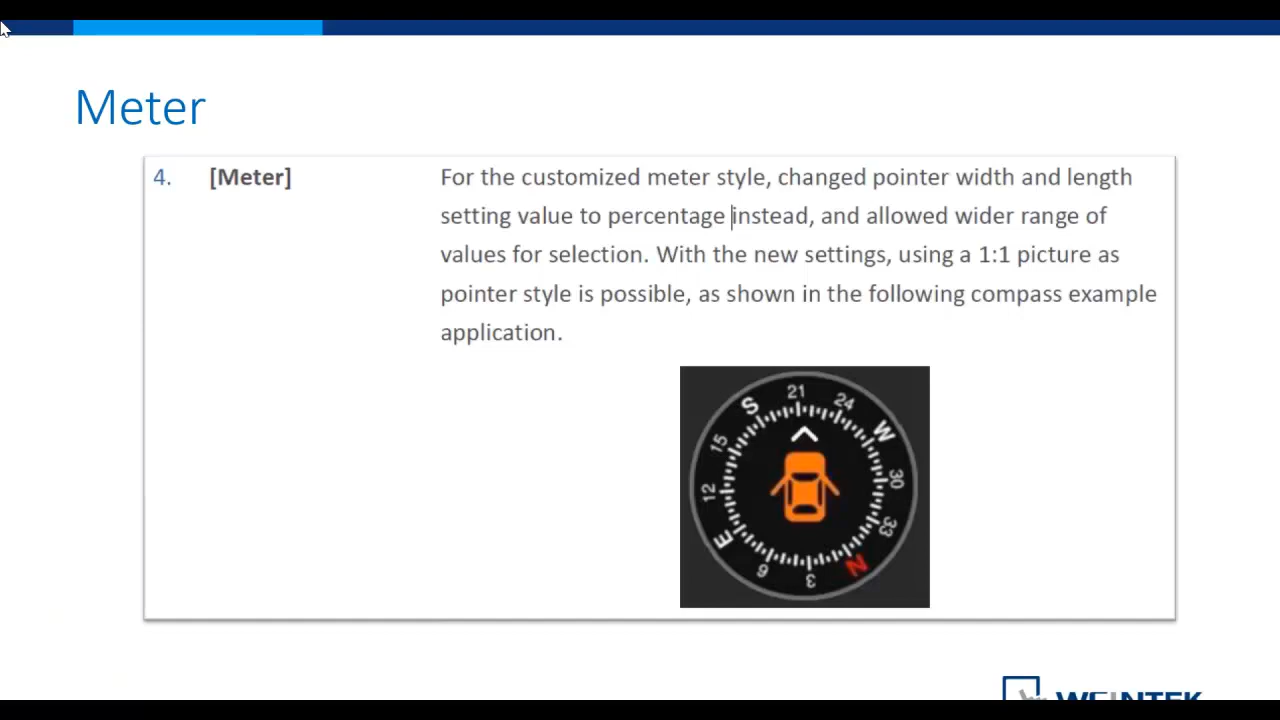 Meter
4. [Meter] For the customized meter style, changed pointer width and length
setting value to percentage instead, and allowed wider range of
values for selection. With the new settings, using a 1:1 picture as
pointer style is possible, as shown in the following compass example
application.
21
S 24
15 W
12 30
E 33
6 N
3
WEINTEK